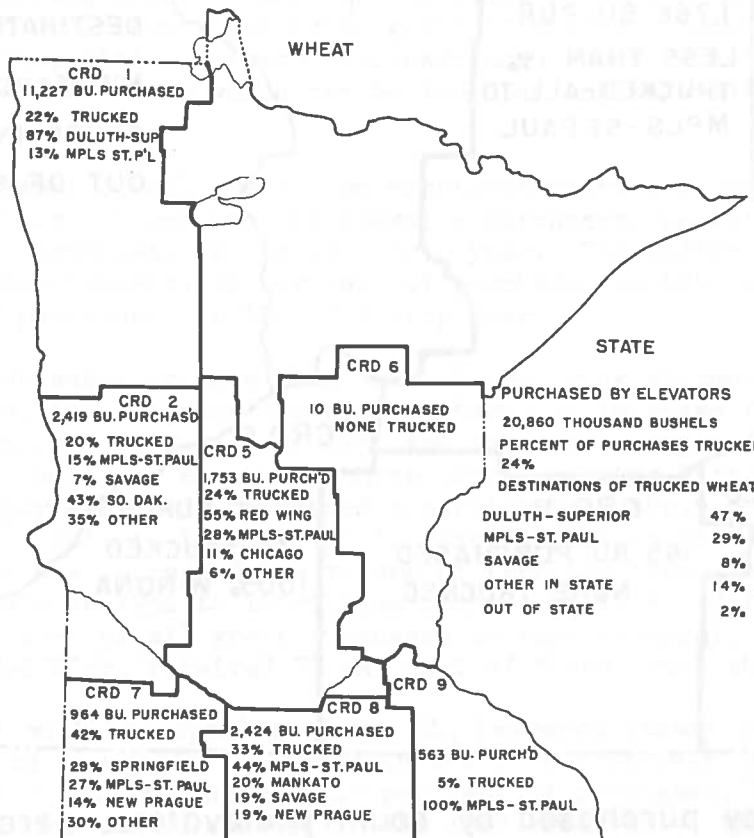 WHEAT
CRD
11,227 BU. PURCHASED
22% TRUCKED
87% DULUTH-SUP
13% MPLS ST.P'L
CRD 2
2,419 BU. PURCHAS'D
20% TRUCKED
15% MPLS-ST.PAUL
7% SAVAGE
43% SO. DAK.
35% OTHER
CRD 5
1,753 BU. PURCH'D
24% TRUCKED
55% RED WING
28% MPLS-ST.PAUL
11% CHICAGO
6% OTHER
CRD 6
10 BU. PURCHASED
NONE TRUCKED
STATE
PURCHASED BY ELEVATORS
20,860 THOUSAND BUSHELS
PERCENT OF PURCHASES TRUCKED
24%
DESTINATIONS OF TRUCKED WHEAT
DULUTH-SUPERIOR 47%
MPLS-ST. PAUL 29%
SAVAGE 8%
OTHER IN STATE 14%
OUT OF STATE 2%
CRD 7
964 BU. PURCHASED
42% TRUCKED
29% SPRINGFIELD
27% MPLS-ST.PAUL
14% NEW PRAGUE
30% OTHER
CRD 8
2,424 BU. PURCHASED
33% TRUCKED
44% MPLS-ST.PAUL
20% MANKATO
19% SAVAGE
19% NEW PRAGUE
CRD 9
563 BU. PURCH'D
5% TRUCKED
100% MPLS-ST.PAUL